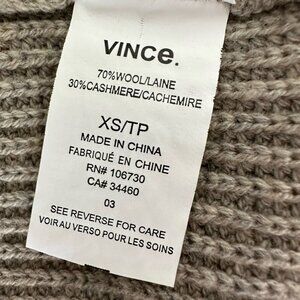 VINCE.
70%WOOL/LAINE
30%CASHMERE/CACHEMIRE
XS/TP
MADE IN CHINA
FABRIQUÉ EN CHINE
RN# 106730
CA# 34460
03
SEE REVERSE FOR CARE
VOIR AU VERSO POUR LES SOINS